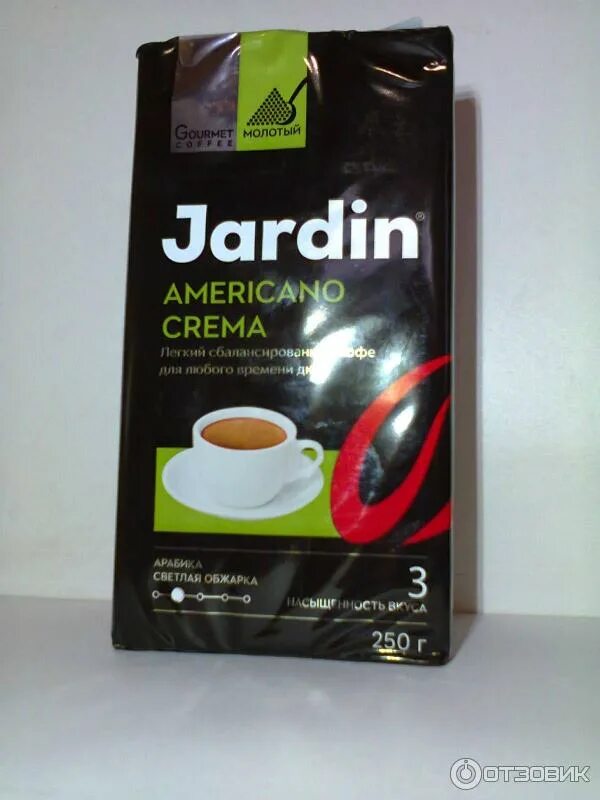 GOURMET
COFFEE
МОЛОТЫЙ
Jardin®
AMERICANO
CREMA
Легкий сбалансированный кофе
для любого времени
АРАБИКА
СВЕТЛАЯ ОБЖАРКА
3
НАСЫЩЕННОСТЬ ВКУСА
250 г
ОТЗОВИК